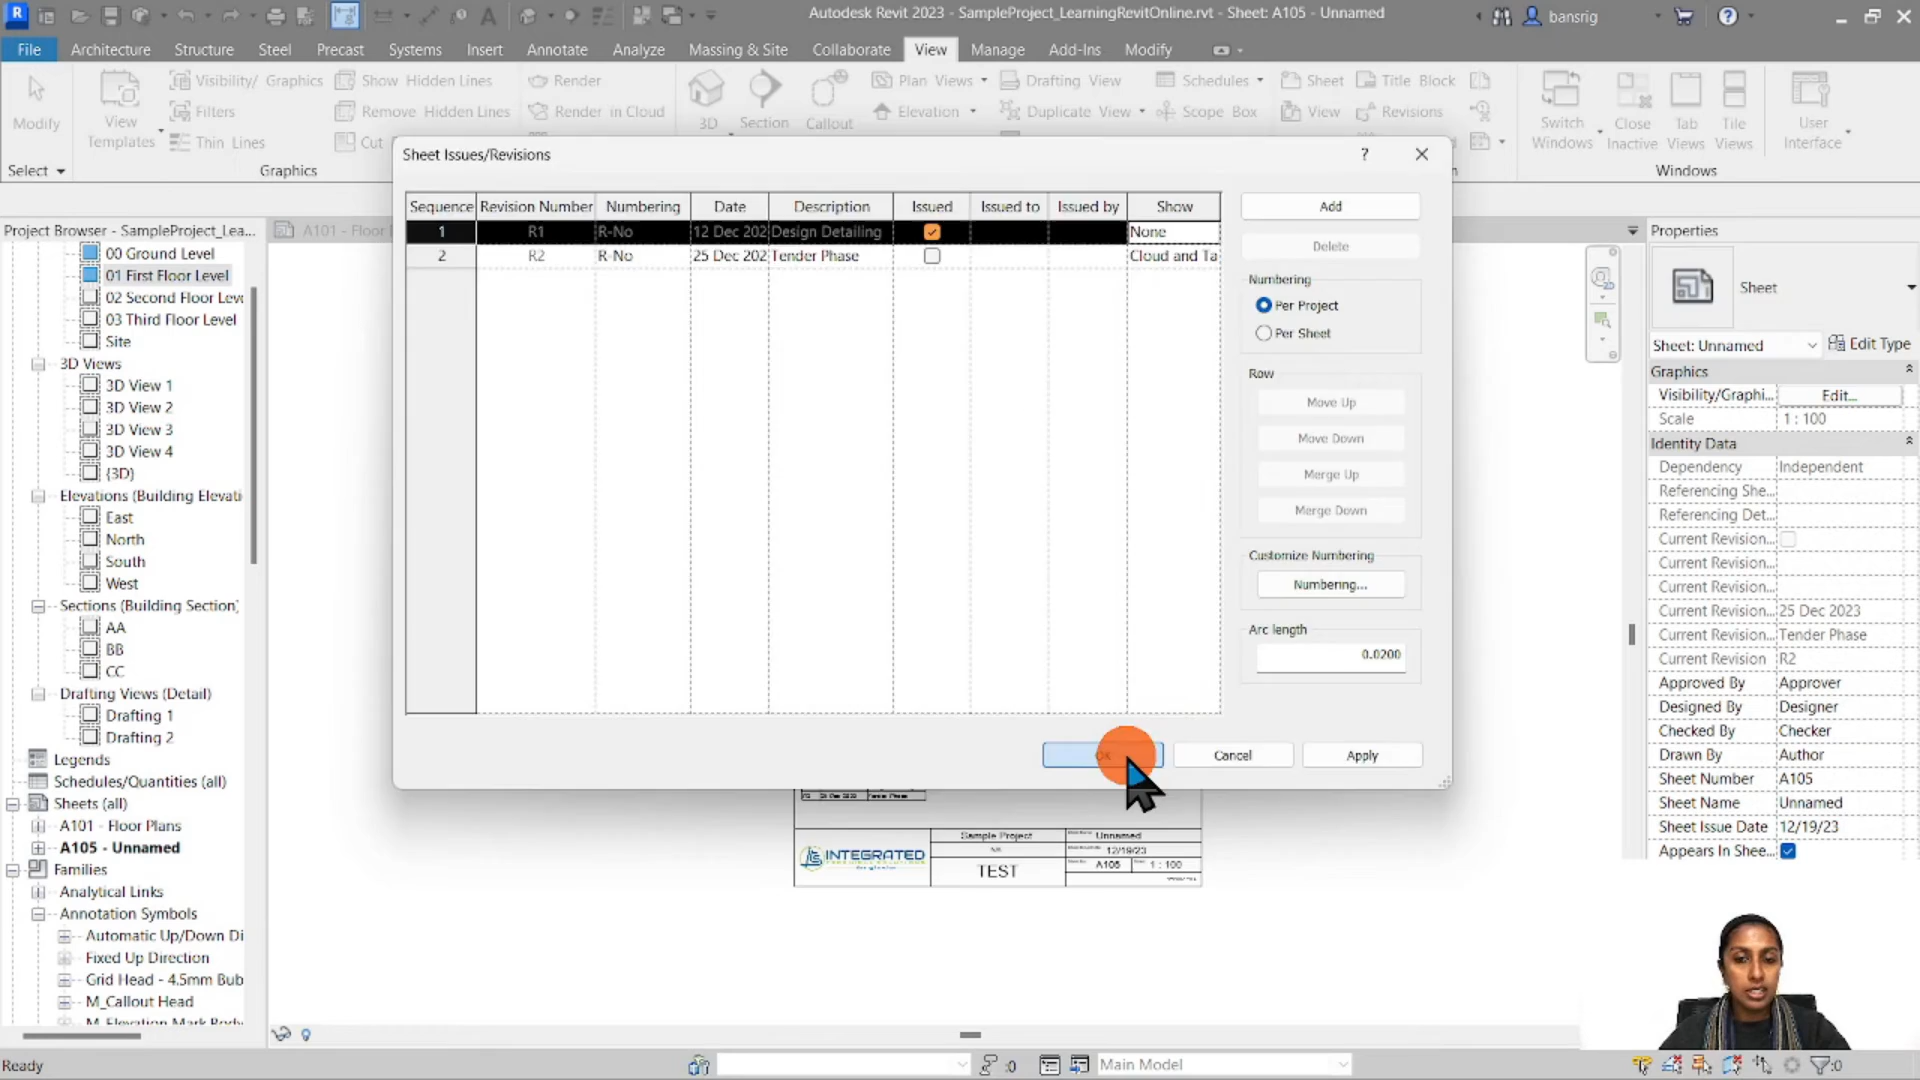 Autodesk Revit 2023 - SampleProject_LearningRevitOnline.rvt - Sheet: A105 - Unnamed
bansrig
File Architecture Structure Steel Precast Systems Insert Annotate Analyze Massing & Site Collaborate View Manage Add-Ins Modify
Modify
View Templates
Visibility/ Graphics
Filters
Thin Lines
Show Hidden Lines
Remove Hidden Lines
Cut
Render
Render in Cloud
3D
Section
Callout
Plan Views
Elevation
Drafting View
Duplicate View
Schedules
Scope Box
Sheet
View
Title Block
Revisions
Switch Windows
Close Inactive
Tab Views
Tile Views
User Interface
Select
Graphics
Windows
Sheet Issues/Revisions
?
Sequence Revision Number Numbering Date Description Issued Issued to Issued by Show
1 R1 R-No 12 Dec 202 Design Detailing None
2 R2 R-No 25 Dec 202 Tender Phase Cloud and Ta
Add
Delete
Numbering
Per Project
Per Sheet
Row
Move Up
Move Down
Merge Up
Merge Down
Customize Numbering
Numbering...
Arc length
0.0200
Cancel
Apply
Project Browser - SampleProject_Lea...
00 Ground Level
01 First Floor Level
02 Second Floor Leve
03 Third Floor Level
Site
3D Views
3D View 1
3D View 2
3D View 3
3D View 4
{3D}
Elevations (Building Elevati
East
North
South
West
Sections (Building Section)
AA
BB
CC
Drafting Views (Detail)
Drafting 1
Drafting 2
Legends
Schedules/Quantities (all)
Sheets (all)
A101 - Floor Plans
A105 - Unnamed
Families
Analytical Links
Annotation Symbols
Automatic Up/Down Di
Fixed Up Direction
Grid Head - 4.5mm Bub
M_Callout Head
M_Elevation Mark Body
A101 - Floor
Properties
Sheet
Sheet: Unnamed
Edit Type
Graphics
Visibility/Graphi... Edit...
Scale 1 : 100
Identity Data
Dependency Independent
Referencing She...
Referencing Det...
Current Revision...
Current Revision...
Current Revision...
Current Revision... 25 Dec 2023
Current Revision... Tender Phase
Current Revision R2
Approved By Approver
Designed By Designer
Checked By Checker
Drawn By Author
Sheet Number A105
Sheet Name Unnamed
Sheet Issue Date 12/19/23
Appears In Shee...
R2 25 Dec 2023 Tender Phase
INTEGRATED
Sample Project
TEST
Unnamed
12/19/23
A105 1 : 100
Ready
:0
Main Model
:0